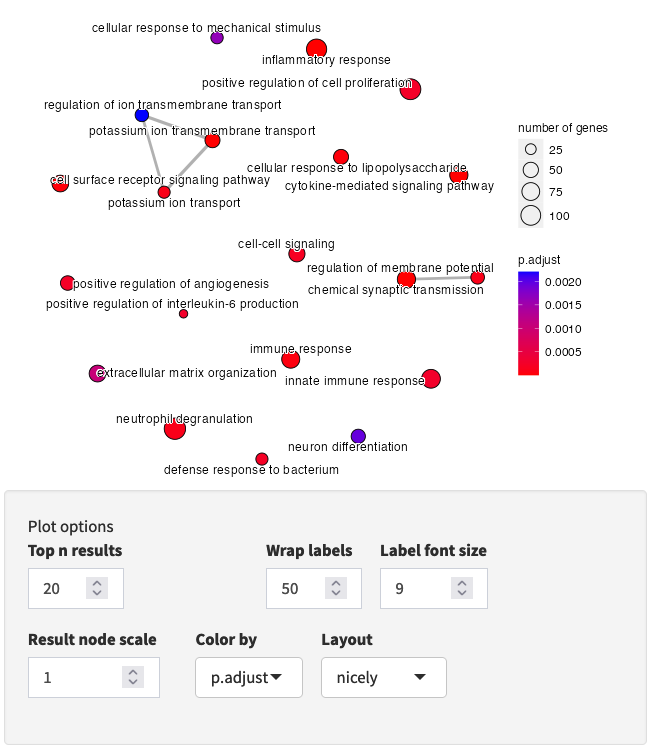 cellular response to mechanical stimulus
inflammatory response
positive regulation of cell proliferation
regulation of ion transmembrane transport
number of genes
potassium ion transmembrane transport
25
cellular response to lipopolysaccharide
50
cell surface receptor signaling pathway
cytokine-mediated signaling pathway
75
potassium ion transport
100
cell-cell signaling
p.adjust
regulation of membrane potential
0.0020
positive regulation of angiogenesis
chemical synaptic transmission
positive regulation of interleukin-6 production
0.0015
0.0010
immune response
0.0005
extracellular matrix organization
innate immune response
neutrophil degranulation
neuron differentiation
defense response to bacterium
Plot options
Top n results Wrap labels Label font size
20 50 9
Result node scale Color by Layout
1 p.adjust nicely